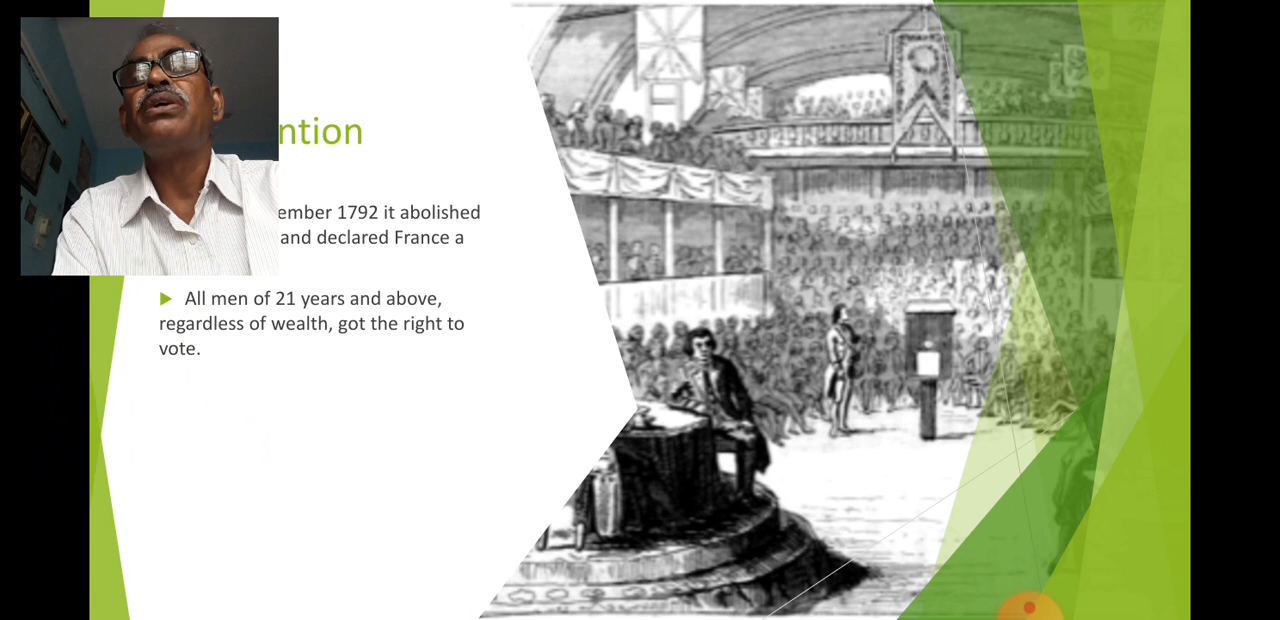 ntion
ember 1792 it abolished
and declared France a
All men of 21 years and above,
regardless of wealth, got the right to
vote.